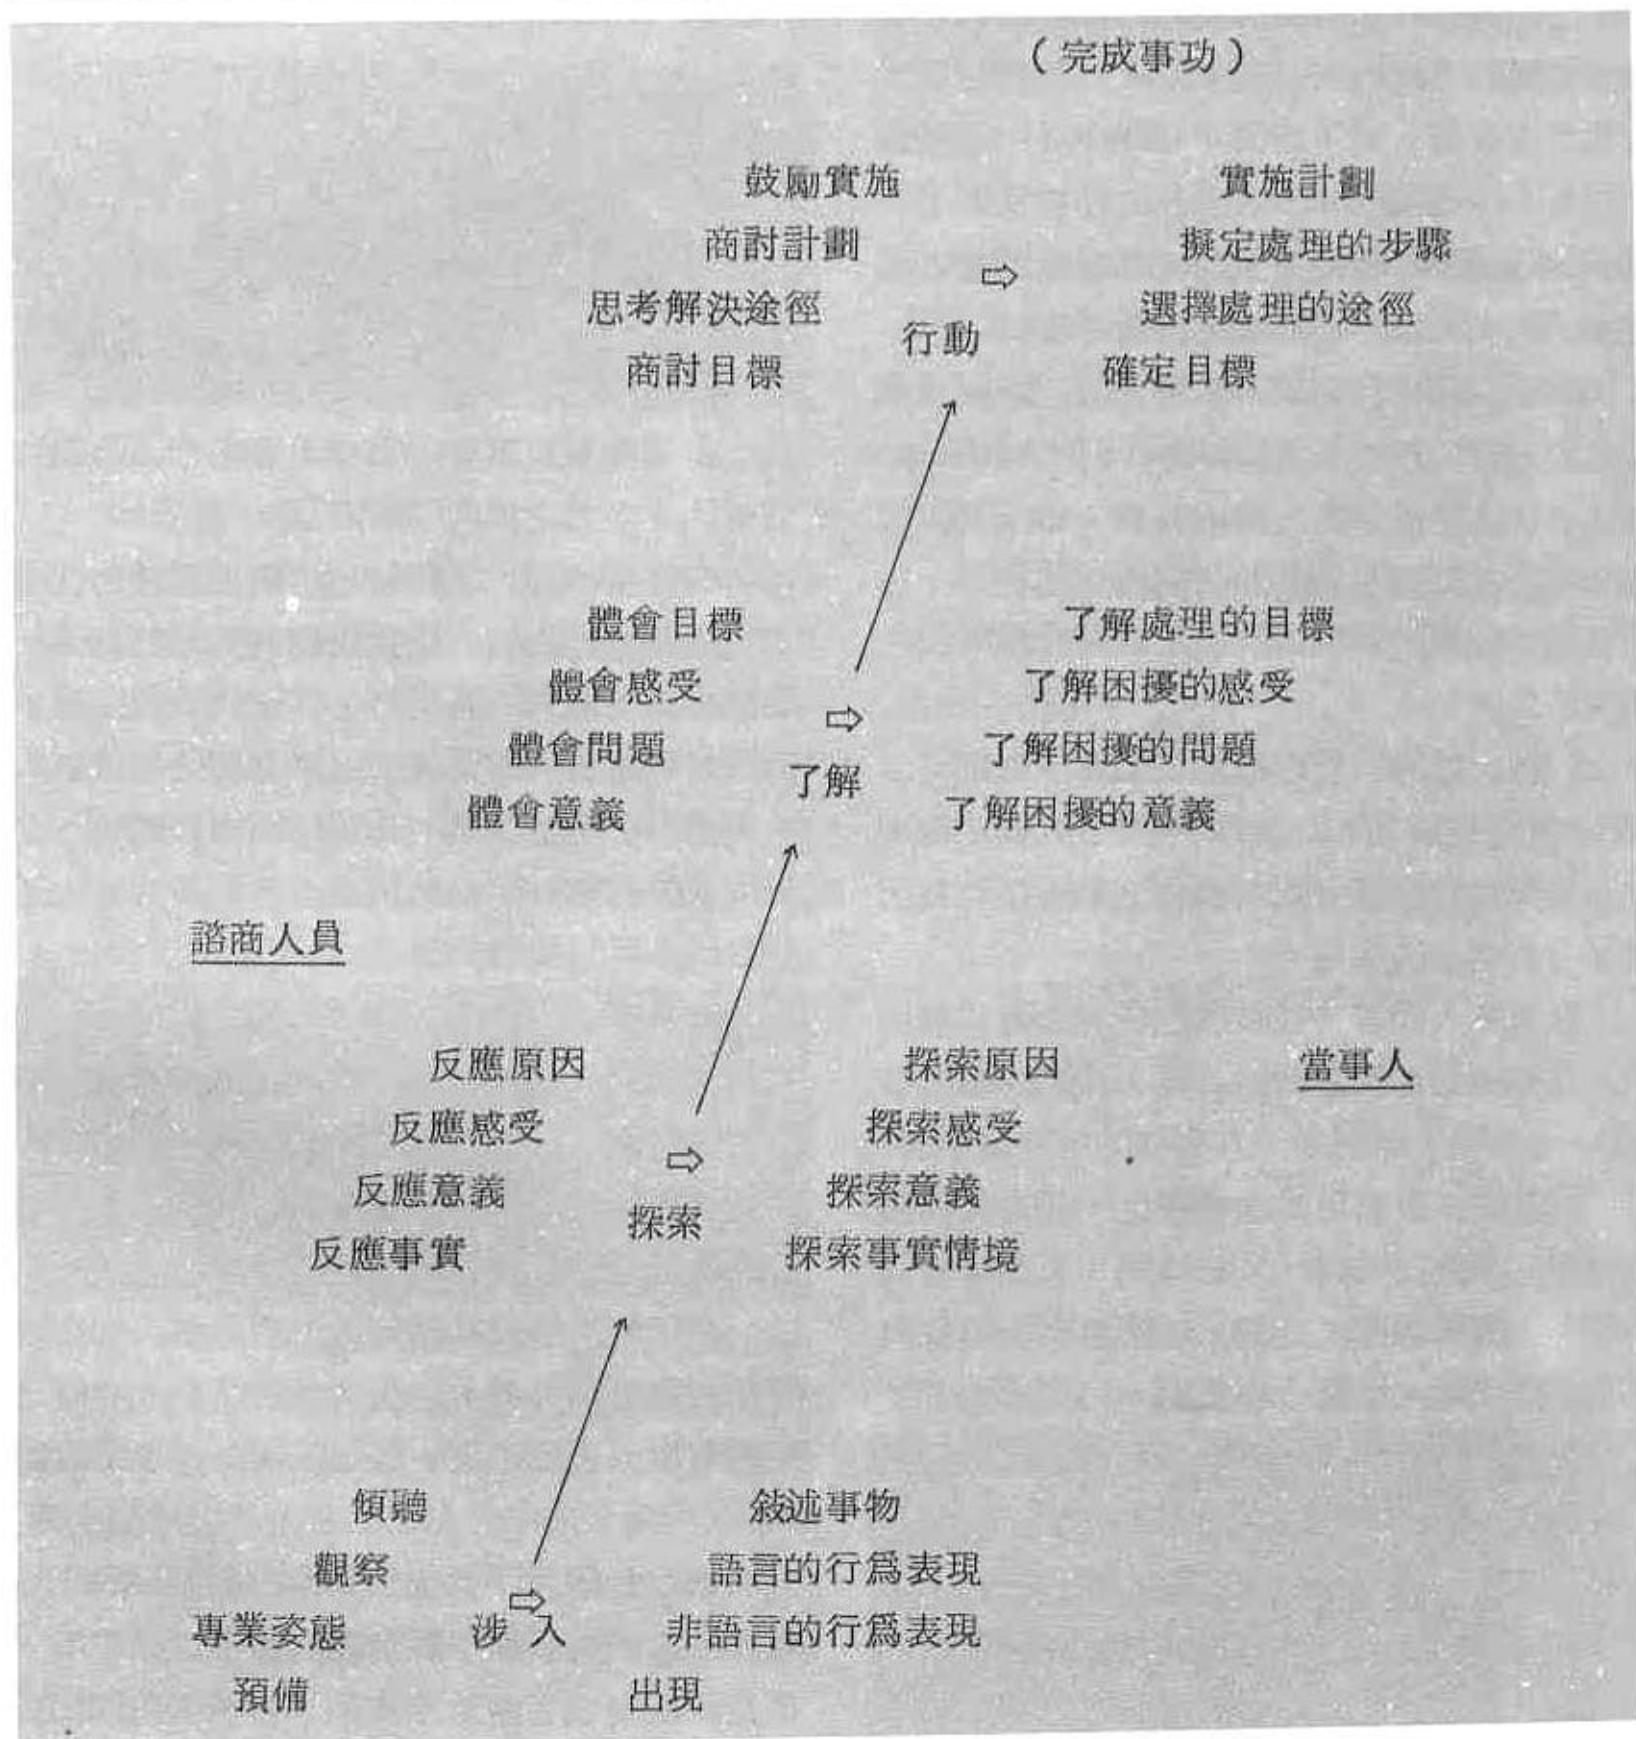 （完成事功）
鼓勵實施 實施計劃
商討計劃 擬定處理的步驟
⇨
思考解決途徑 選擇處理的途徑
行動
商討目標 確定目標
體會目標 了解處理的目標
體會感受 了解困擾的感受
⇨
體會問題 了解困擾的問題
了解
體會意義 了解困擾的意義
諮商人員
反應原因 探索原因 當事人
反應感受 探索感受
⇨
反應意義 探索意義
探索
反應事實 探索事實情境
傾聽 敍述事物
觀察 語言的行爲表現
⇨
專業姿態 涉入 非語言的行爲表現
預備 出現